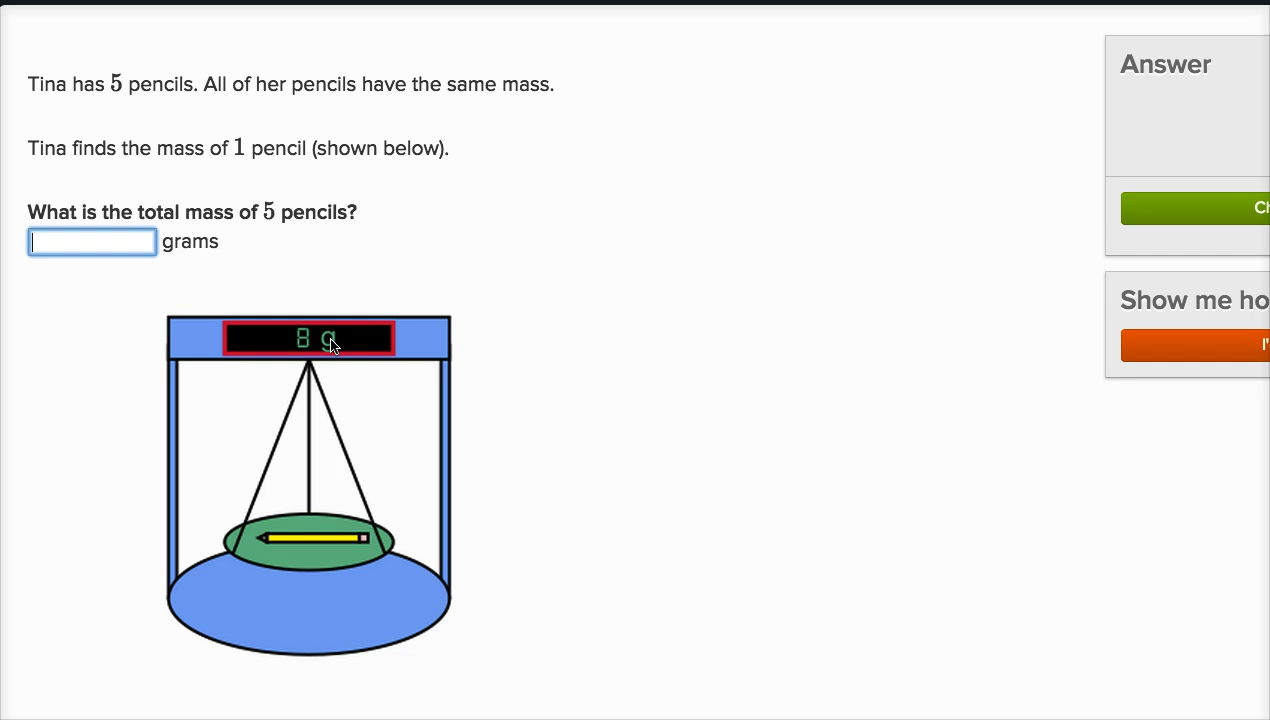 Tina has 5 pencils. All of her pencils have the same mass.
Tina finds the mass of 1 pencil (shown below).
What is the total mass of 5 pencils?
grams
8 g
Answer
Show me ho